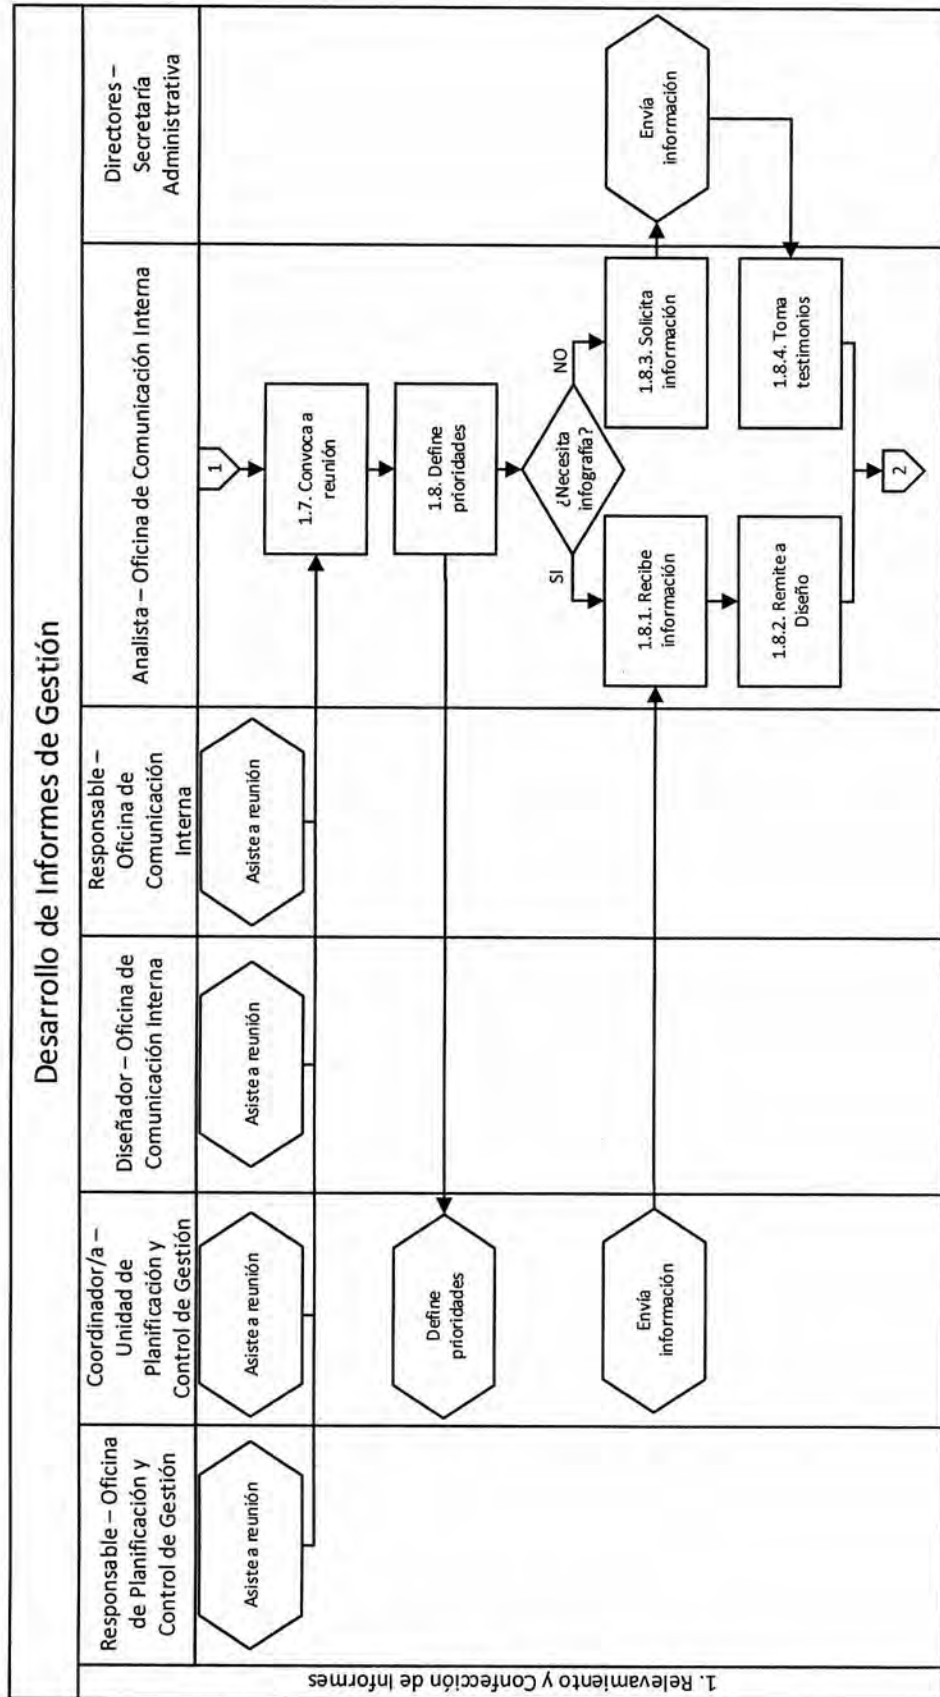 Desarrollo de Informes de Gestión
Responsable – Oficina
de Planificación y
Control de Gestión
Coordinador/a –
Unidad de
Planificación y
Control de Gestión
Diseñador – Oficina de
Comunicación Interna
Responsable –
Oficina de
Comunicación
Interna
Analista – Oficina de Comunicación Interna
Directores –
Secretaría
Administrativa
1. Relevamiento y Confección de Informes
Asiste a reunión
Asiste a reunión
Asiste a reunión
Asiste a reunión
1
1.7. Convoca a
reunión
Define
prioridades
1.8. Define
prioridades
¿Necesita
infografía?
SI
NO
Envía
información
1.8.1. Recibe
información
1.8.3. Solicita
información
Envía
información
1.8.2. Remite a
Diseño
1.8.4. Toma
testimonios
2